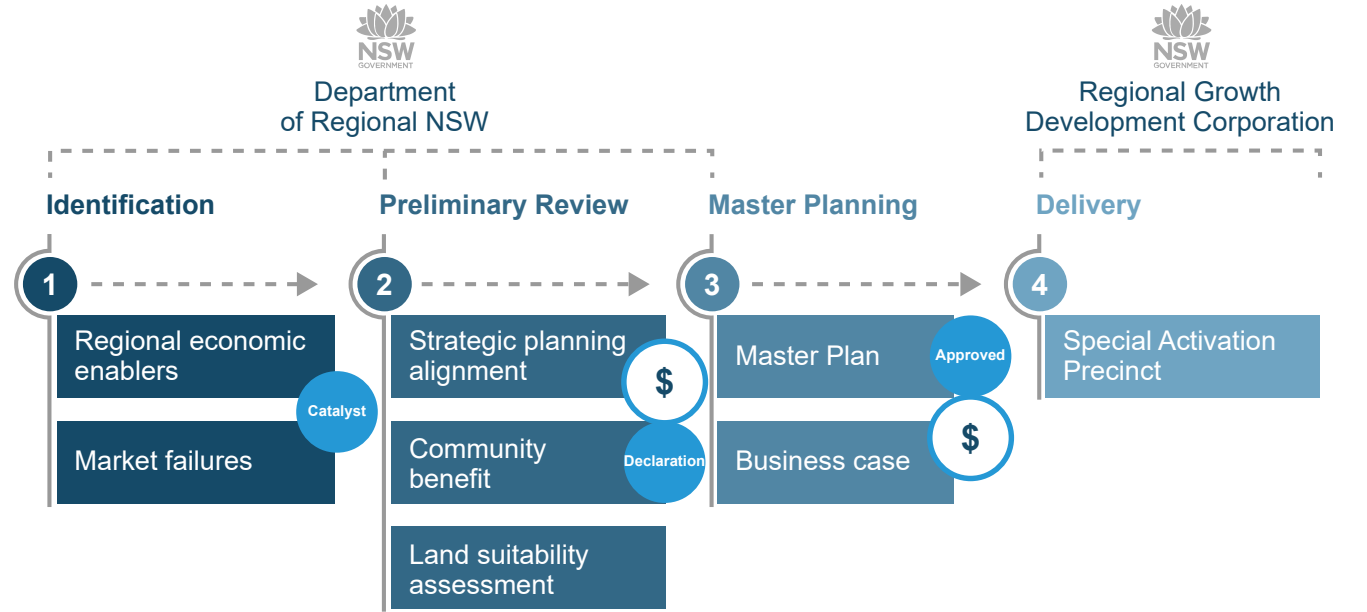 NSW
GOVERNMENT
Department
of Regional NSW
NSW
GOVERNMENT
Regional Growth
Development Corporation
Identification
Preliminary Review
Master Planning
Delivery
1
2
3
4
Regional economic
enablers
Catalyst
Market failures
Strategic planning
alignment
$
Community
benefit
Declaration
Land suitability
assessment
Master Plan
Approved
$
Business case
Special Activation
Precinct